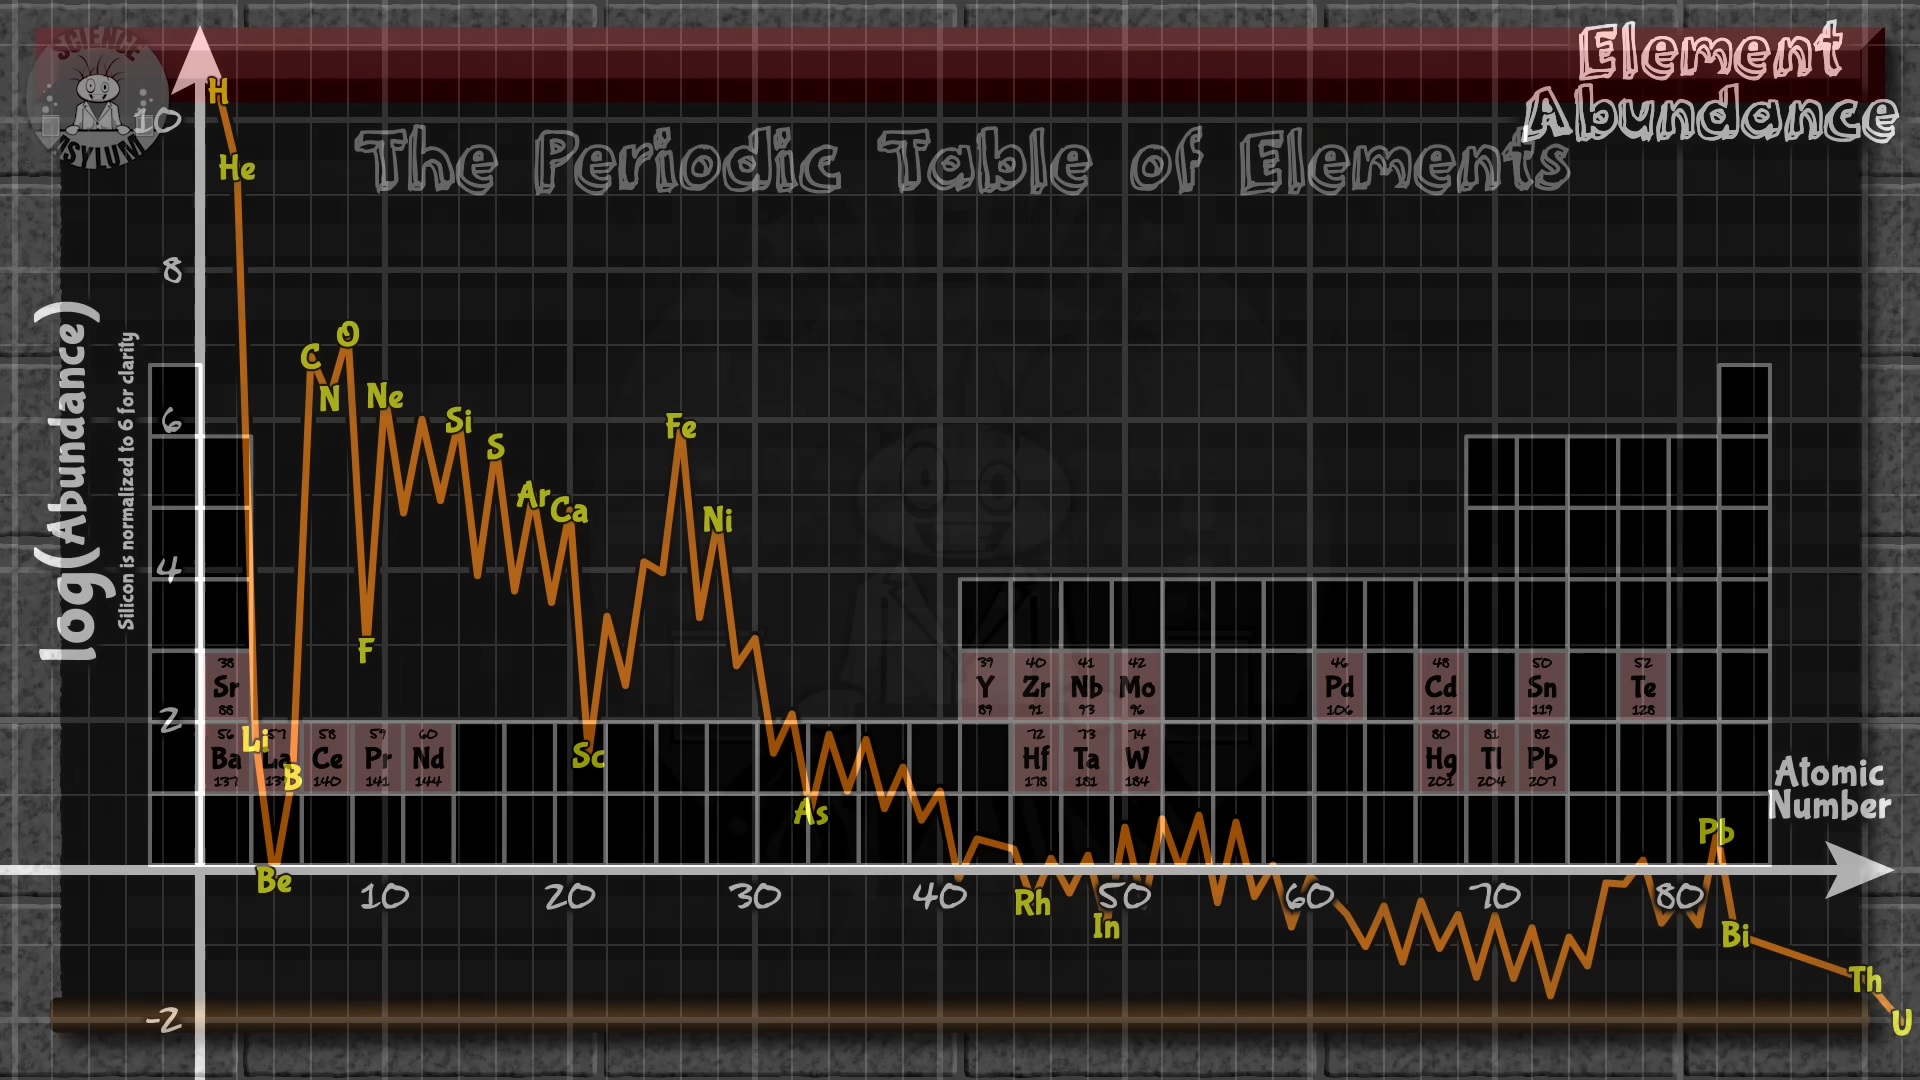 SCIENCE
ASYLUM
Element
Abundance
The Periodic Table of Elements
log(Abundance)
Silicon is normalized to 6 for clarity
10
8
6
4
2
-2
H
He
Li
Be
B
C
N
O
F
Ne
Si
S
Ar
Ca
Sc
Fe
Ni
As
Rh
In
Pb
Bi
Th
U
38 39 40 41 42 46 48 50 52
Sr Y Zr Nb Mo Pd Cd Sn Te
88 89 91 93 96 106 112 119 128
56 57 58 59 60 72 73 74 80 81 82
Ba La Ce Pr Nd Hf Ta W Hg Tl Pb
137 139 140 141 144 178 181 184 201 204 207
10 20 30 40 50 60 70 80
Atomic
Number